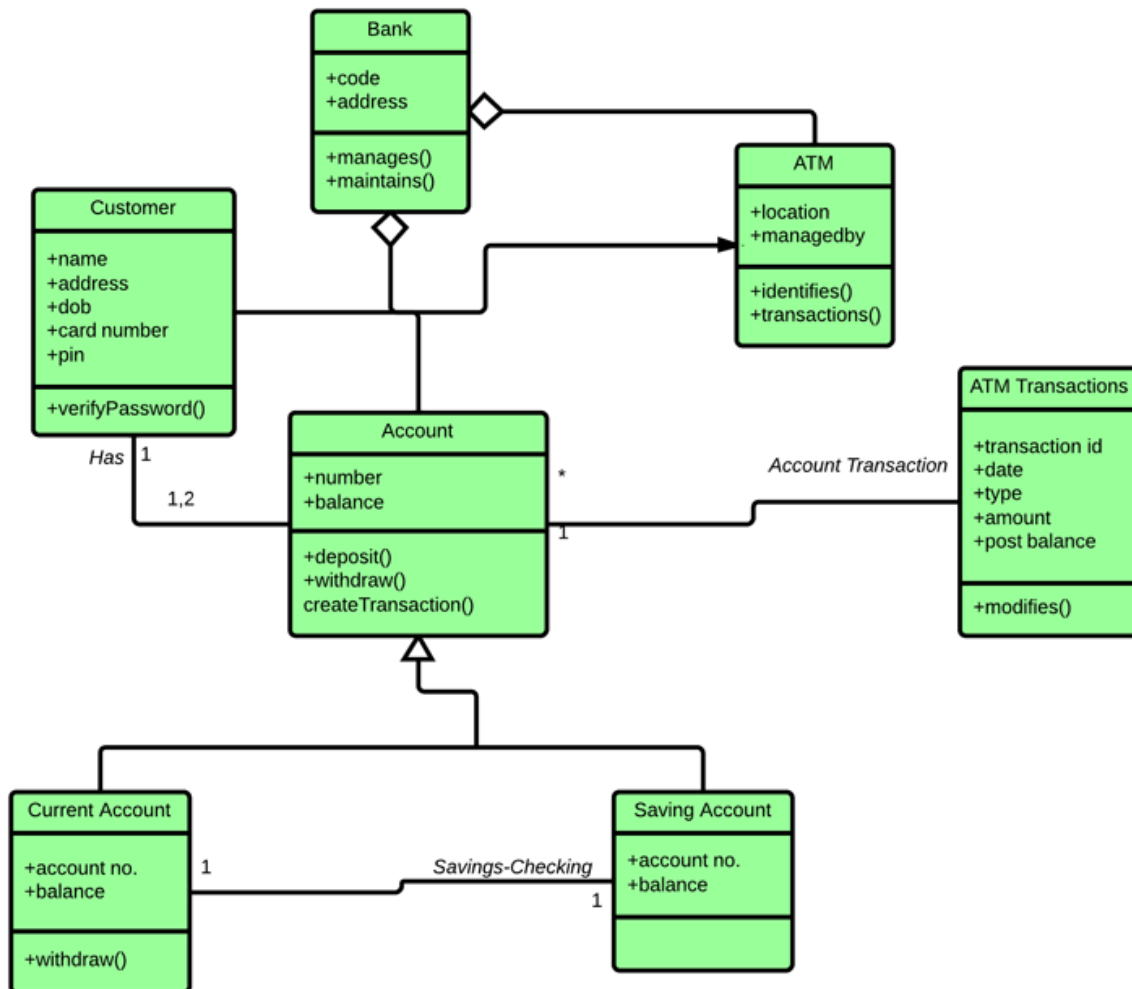 Bank
+code
+address
+manages()
+maintains()
ATM
+location
+managedby
+identifies()
+transactions()
Customer
+name
+address
+dob
+card number
+pin
+verifyPassword()
Has
1
1,2
Account
+number
+balance
+deposit()
+withdraw()
createTransaction()
*
1
Account Transaction
ATM Transactions
+transaction id
+date
+type
+amount
+post balance
+modifies()
Current Account
+account no.
+balance
+withdraw()
1
Savings-Checking
1
Saving Account
+account no.
+balance